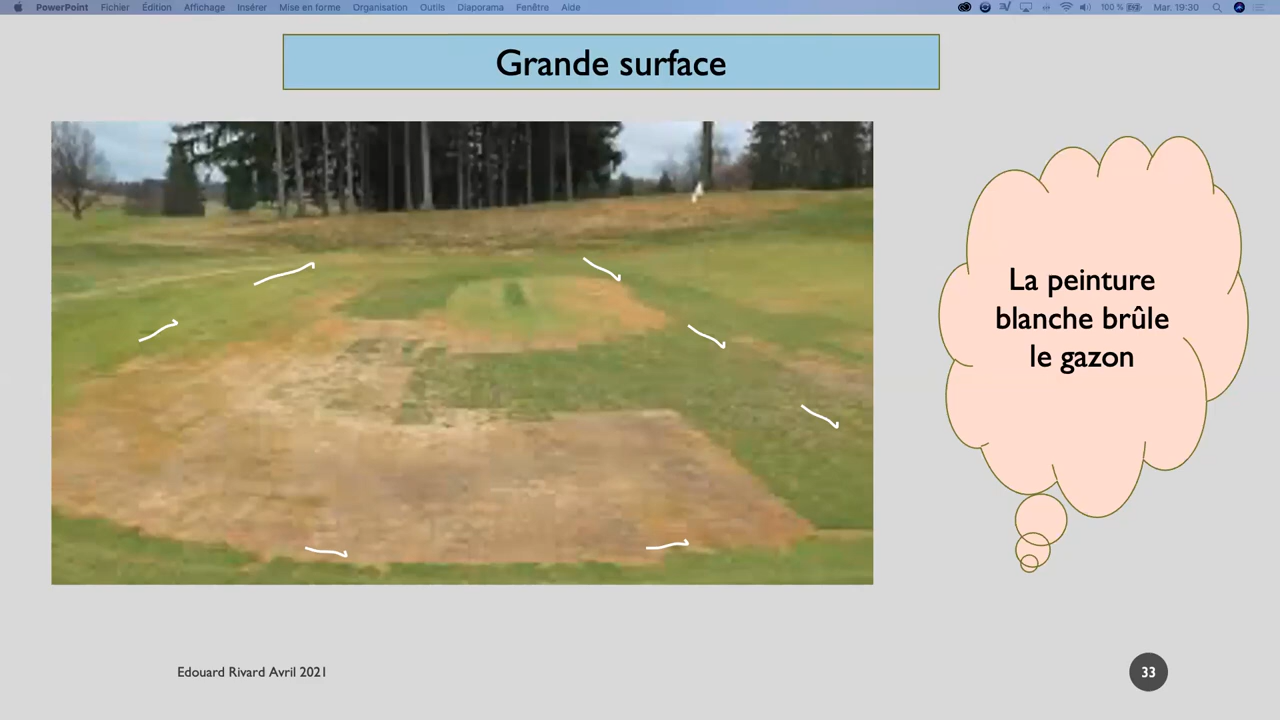 PowerPoint Fichier Édition Affichage Insérer Mise en forme Organisation Outils Diaporama Fenêtre Aide 100 % Mar. 19:30
Grande surface
La peinture
blanche brûle
le gazon
Edouard Rivard Avril 2021
33